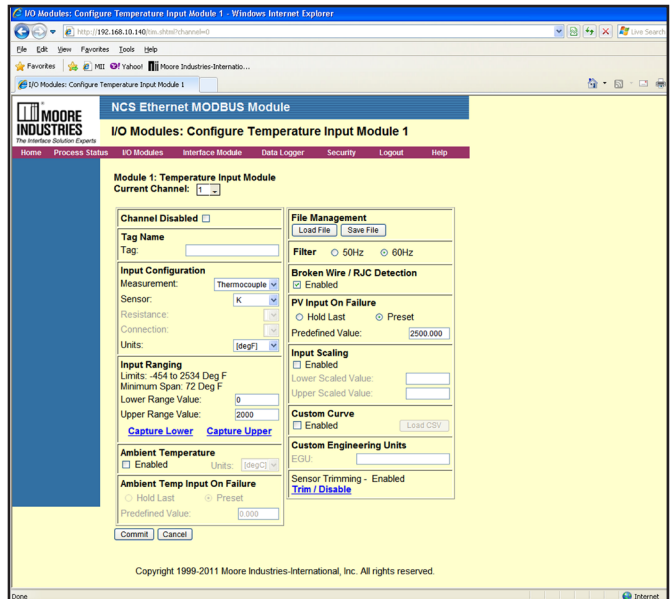 I/O Modules: Configure Temperature Input Module 1 - Windows Internet Explorer
http://192.168.10.140/tim.shtml?channel=0
Live Search
File Edit View Favorites Tools Help
Favorites MII Yahoo! Moore Industries-Internatio...
I/O Modules: Configure Temperature Input Module 1
MOORE
INDUSTRIES
The Interface Solution Experts
NCS Ethernet MODBUS Module
I/O Modules: Configure Temperature Input Module 1
Home Process Status I/O Modules Interface Module Data Logger Security Logout Help
Module 1: Temperature Input Module
Current Channel: 1
Channel Disabled
Tag Name
Tag:
Input Configuration
Measurement: Thermocouple
Sensor: K
Resistance:
Connection:
Units: [degF]
Input Ranging
Limits: -454 to 2534 Deg F
Minimum Span: 72 Deg F
Lower Range Value: 0
Upper Range Value: 2000
Capture Lower Capture Upper
Ambient Temperature
Enabled Units: [degC]
Ambient Temp Input On Failure
Hold Last Preset
Predefined Value: 0.000
File Management
Load File Save File
Filter 50Hz 60Hz
Broken Wire / RJC Detection
Enabled
PV Input On Failure
Hold Last Preset
Predefined Value: 2500.000
Input Scaling
Enabled
Lower Scaled Value:
Upper Scaled Value:
Custom Curve
Enabled Load CSV
Custom Engineering Units
EGU:
Sensor Trimming - Enabled
Trim / Disable
Commit Cancel
Copyright 1999-2011 Moore Industries-International, Inc. All rights reserved.
Done Internet